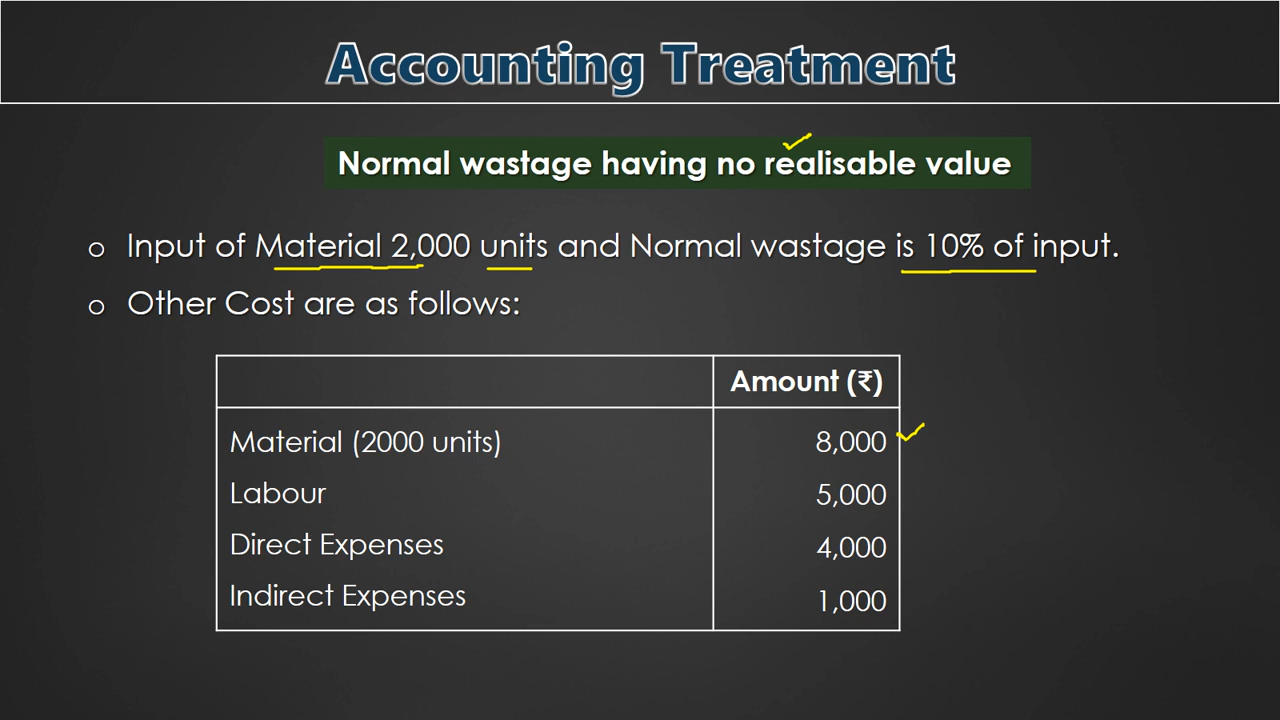 Accounting Treatment
Normal wastage having no realisable value
o Input of Material 2,000 units and Normal wastage is 10% of input.
o Other Cost are as follows:
Amount (₹)
Material (2000 units) 8,000
Labour 5,000
Direct Expenses 4,000
Indirect Expenses 1,000